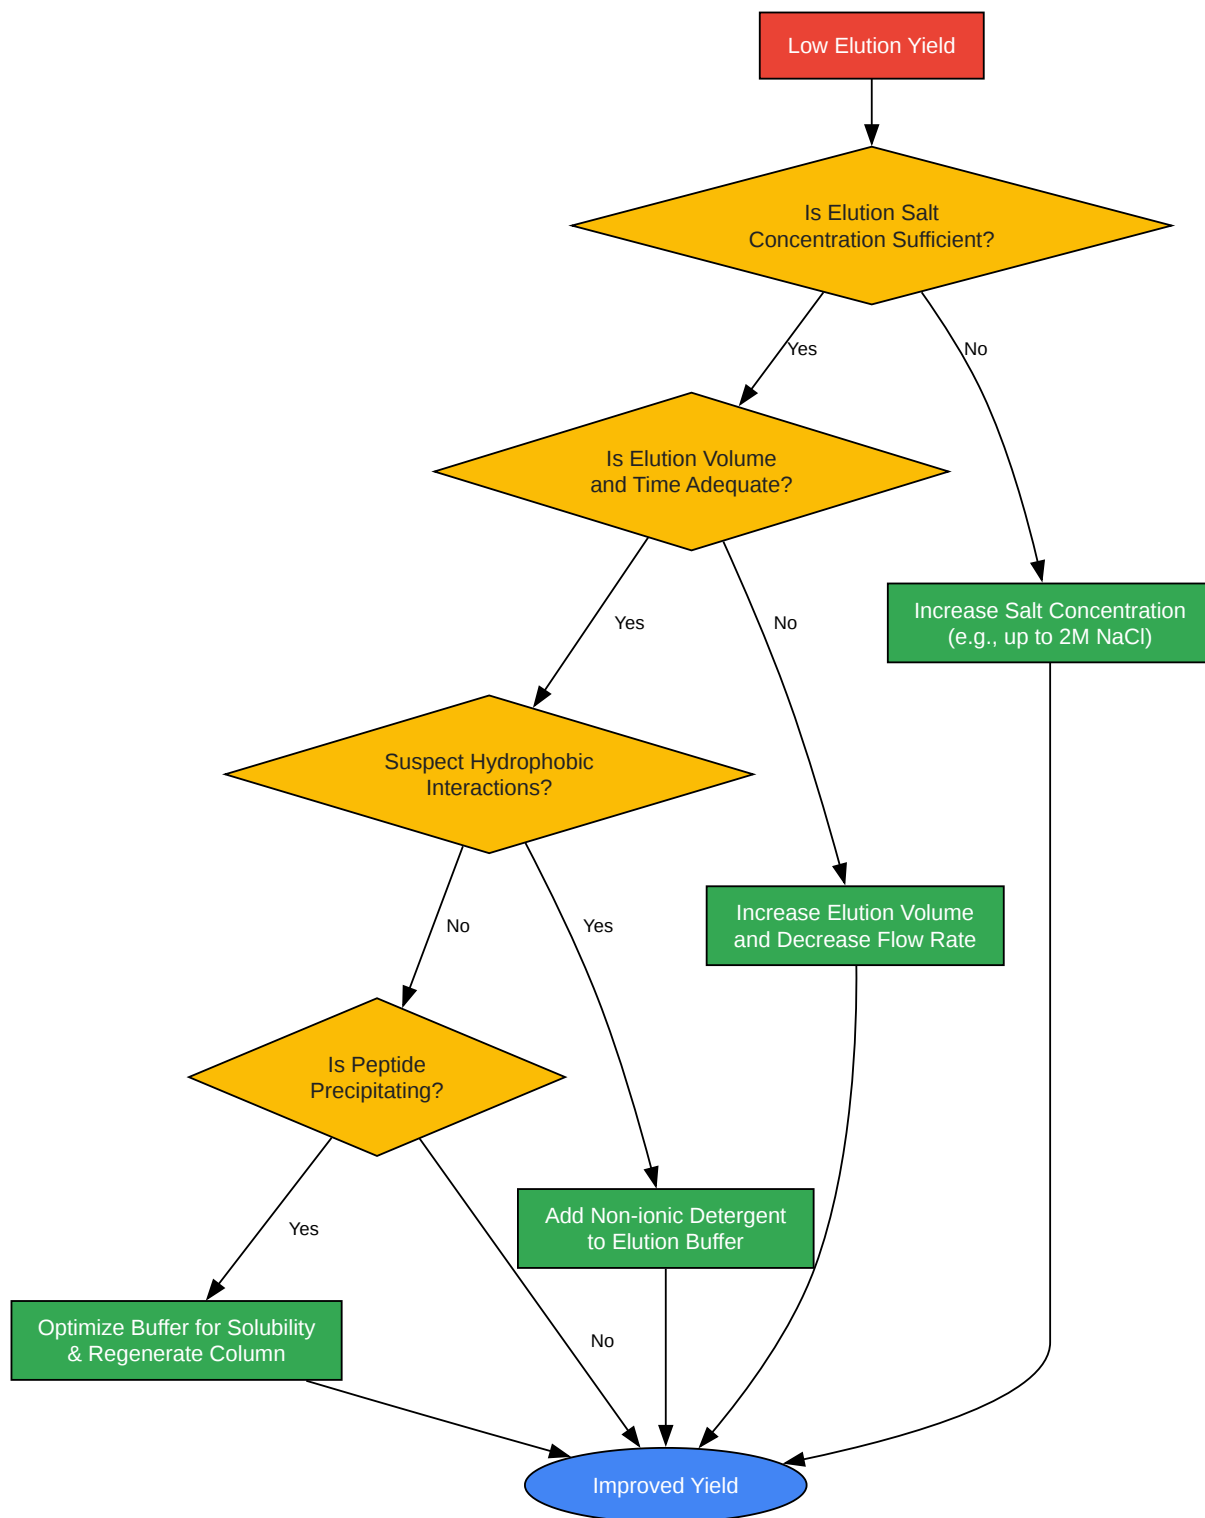 Low Elution Yield
Is Elution Salt
Concentration Sufficient?
Yes
No
Is Elution Volume
and Time Adequate?
Yes
No
Increase Salt Concentration
(e.g., up to 2M NaCl)
Suspect Hydrophobic
Interactions?
No
Yes
Increase Elution Volume
and Decrease Flow Rate
Is Peptide
Precipitating?
Yes
No
Add Non-ionic Detergent
to Elution Buffer
Optimize Buffer for Solubility
& Regenerate Column
Improved Yield